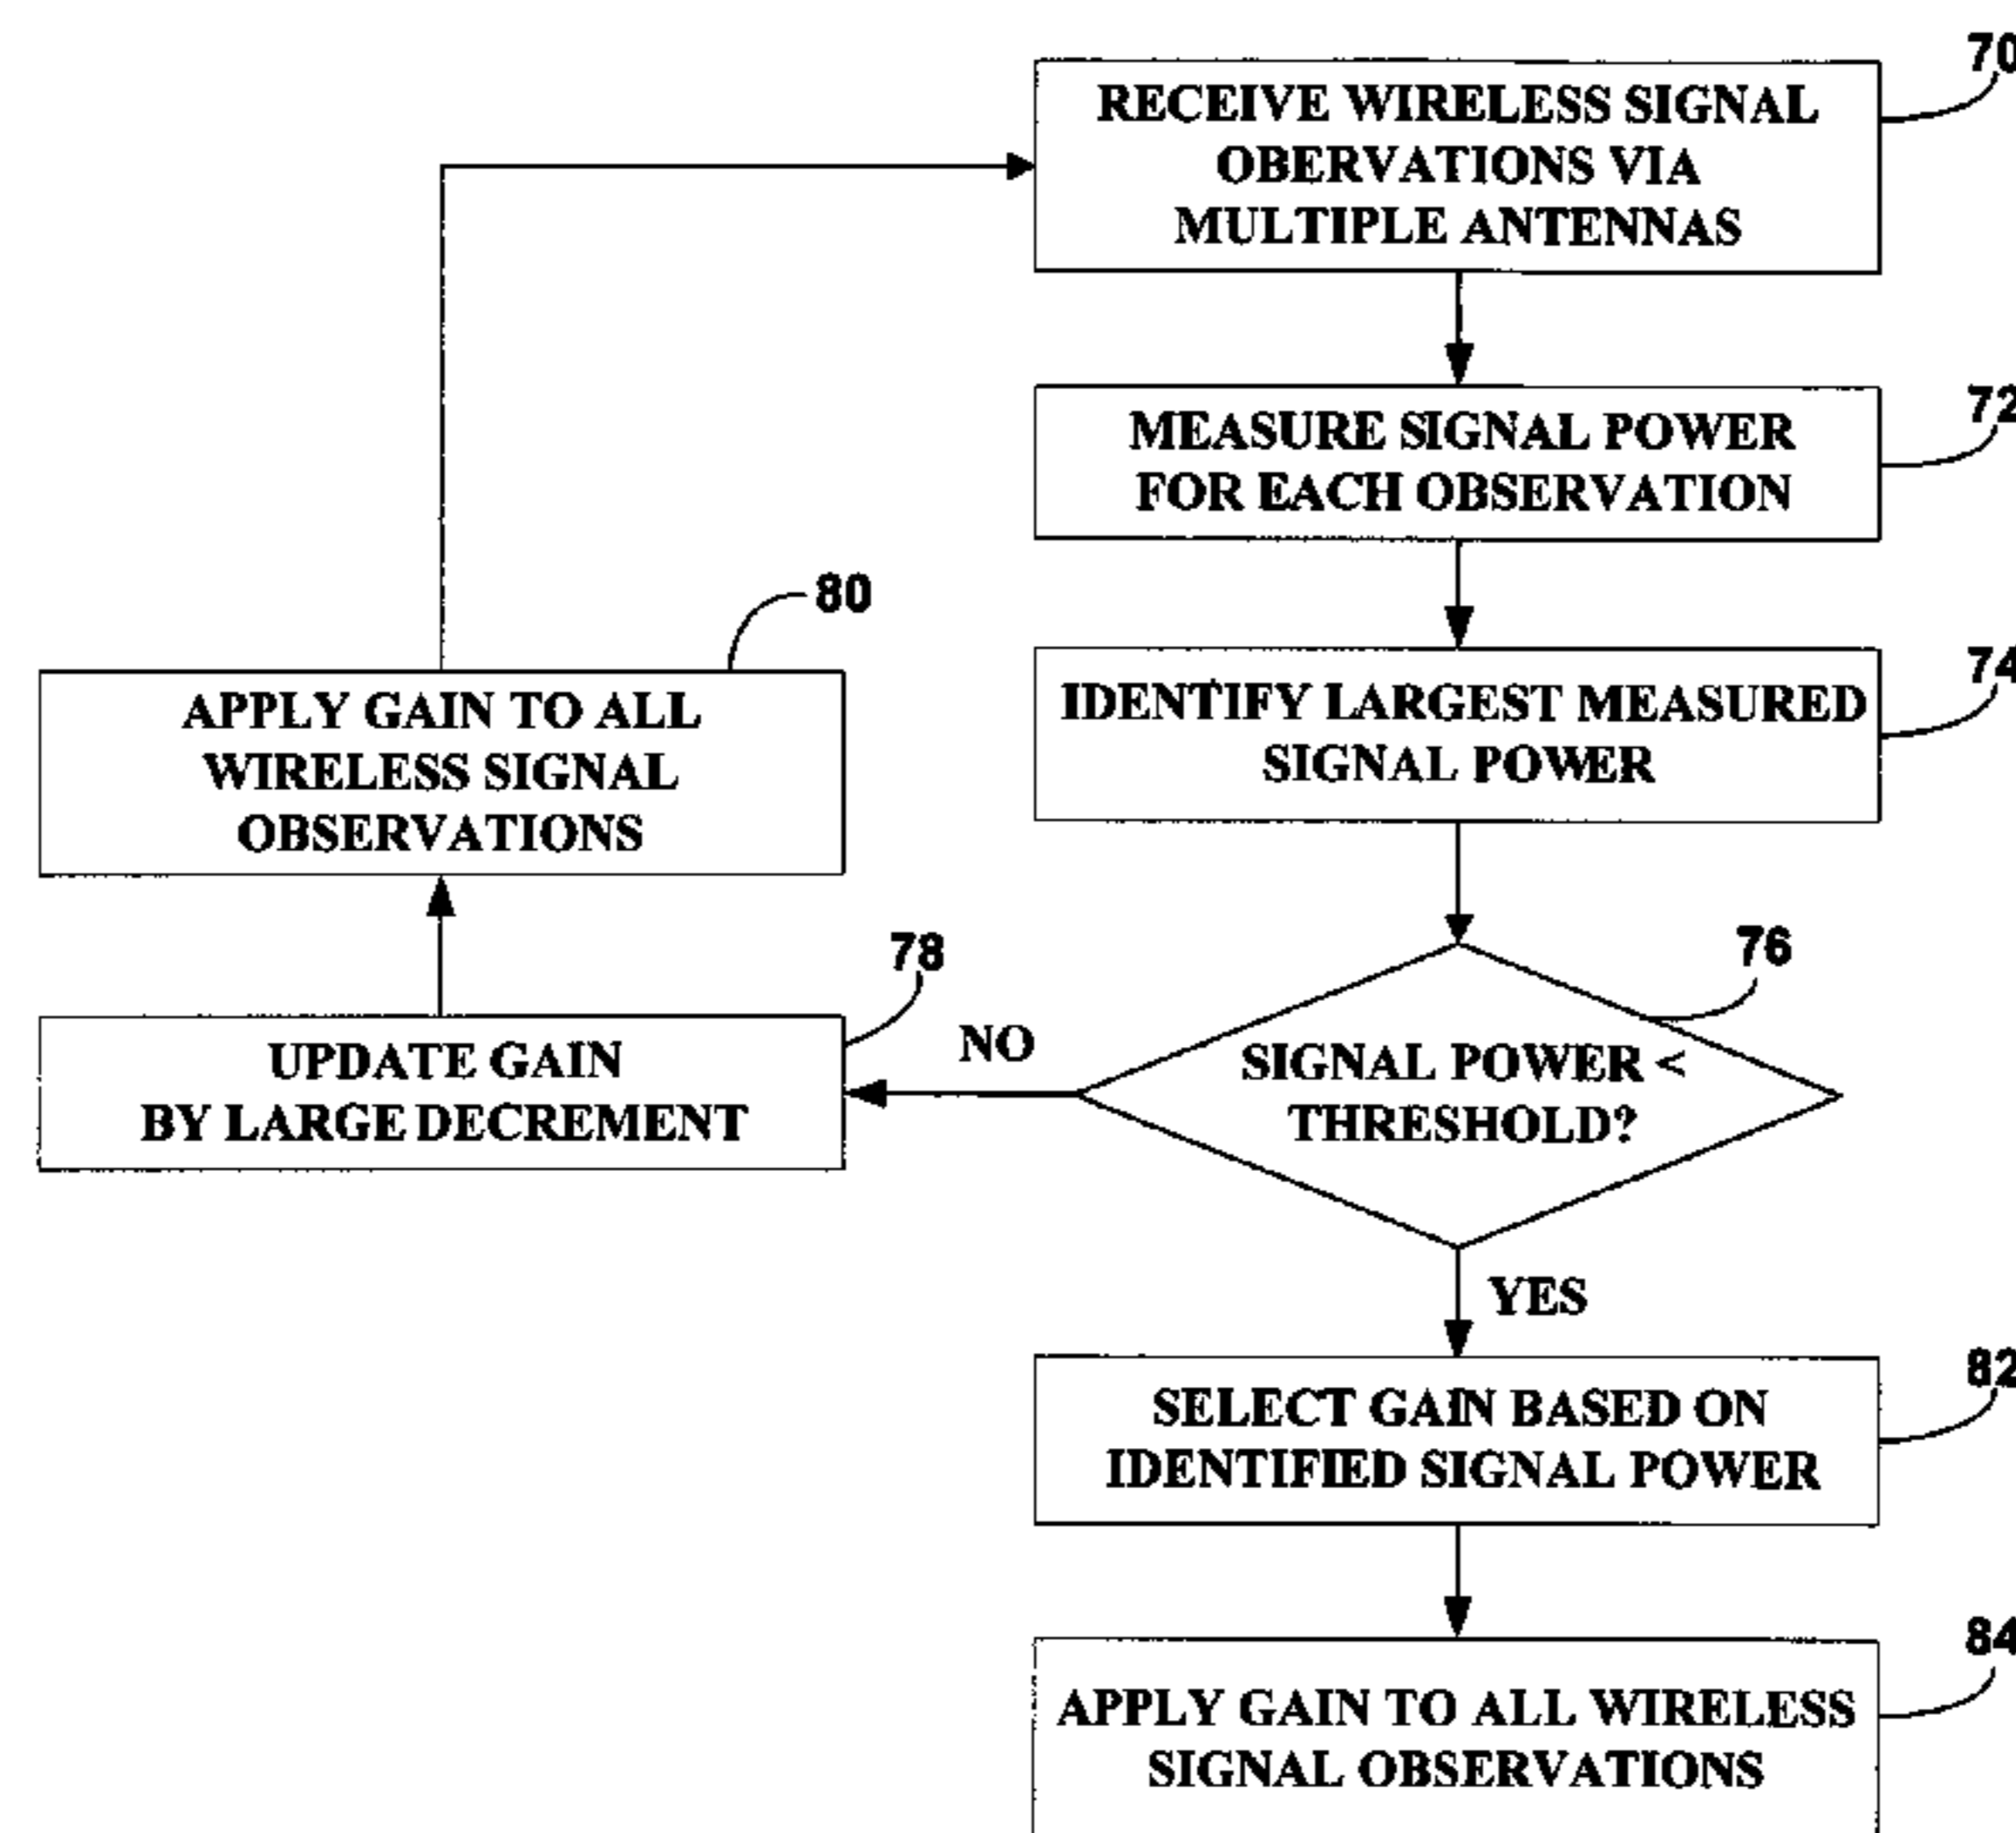 70
RECEIVE WIRELESS SIGNAL
OBERVATIONS VIA
MULTIPLE ANTENNAS
72
MEASURE SIGNAL POWER
FOR EACH OBSERVATION
74
IDENTIFY LARGEST MEASURED
SIGNAL POWER
80
APPLY GAIN TO ALL
WIRELESS SIGNAL
OBSERVATIONS
76
SIGNAL POWER <
THRESHOLD?
NO
78
UPDATE GAIN
BY LARGE DECREMENT
YES
82
SELECT GAIN BASED ON
IDENTIFIED SIGNAL POWER
84
APPLY GAIN TO ALL WIRELESS
SIGNAL OBSERVATIONS